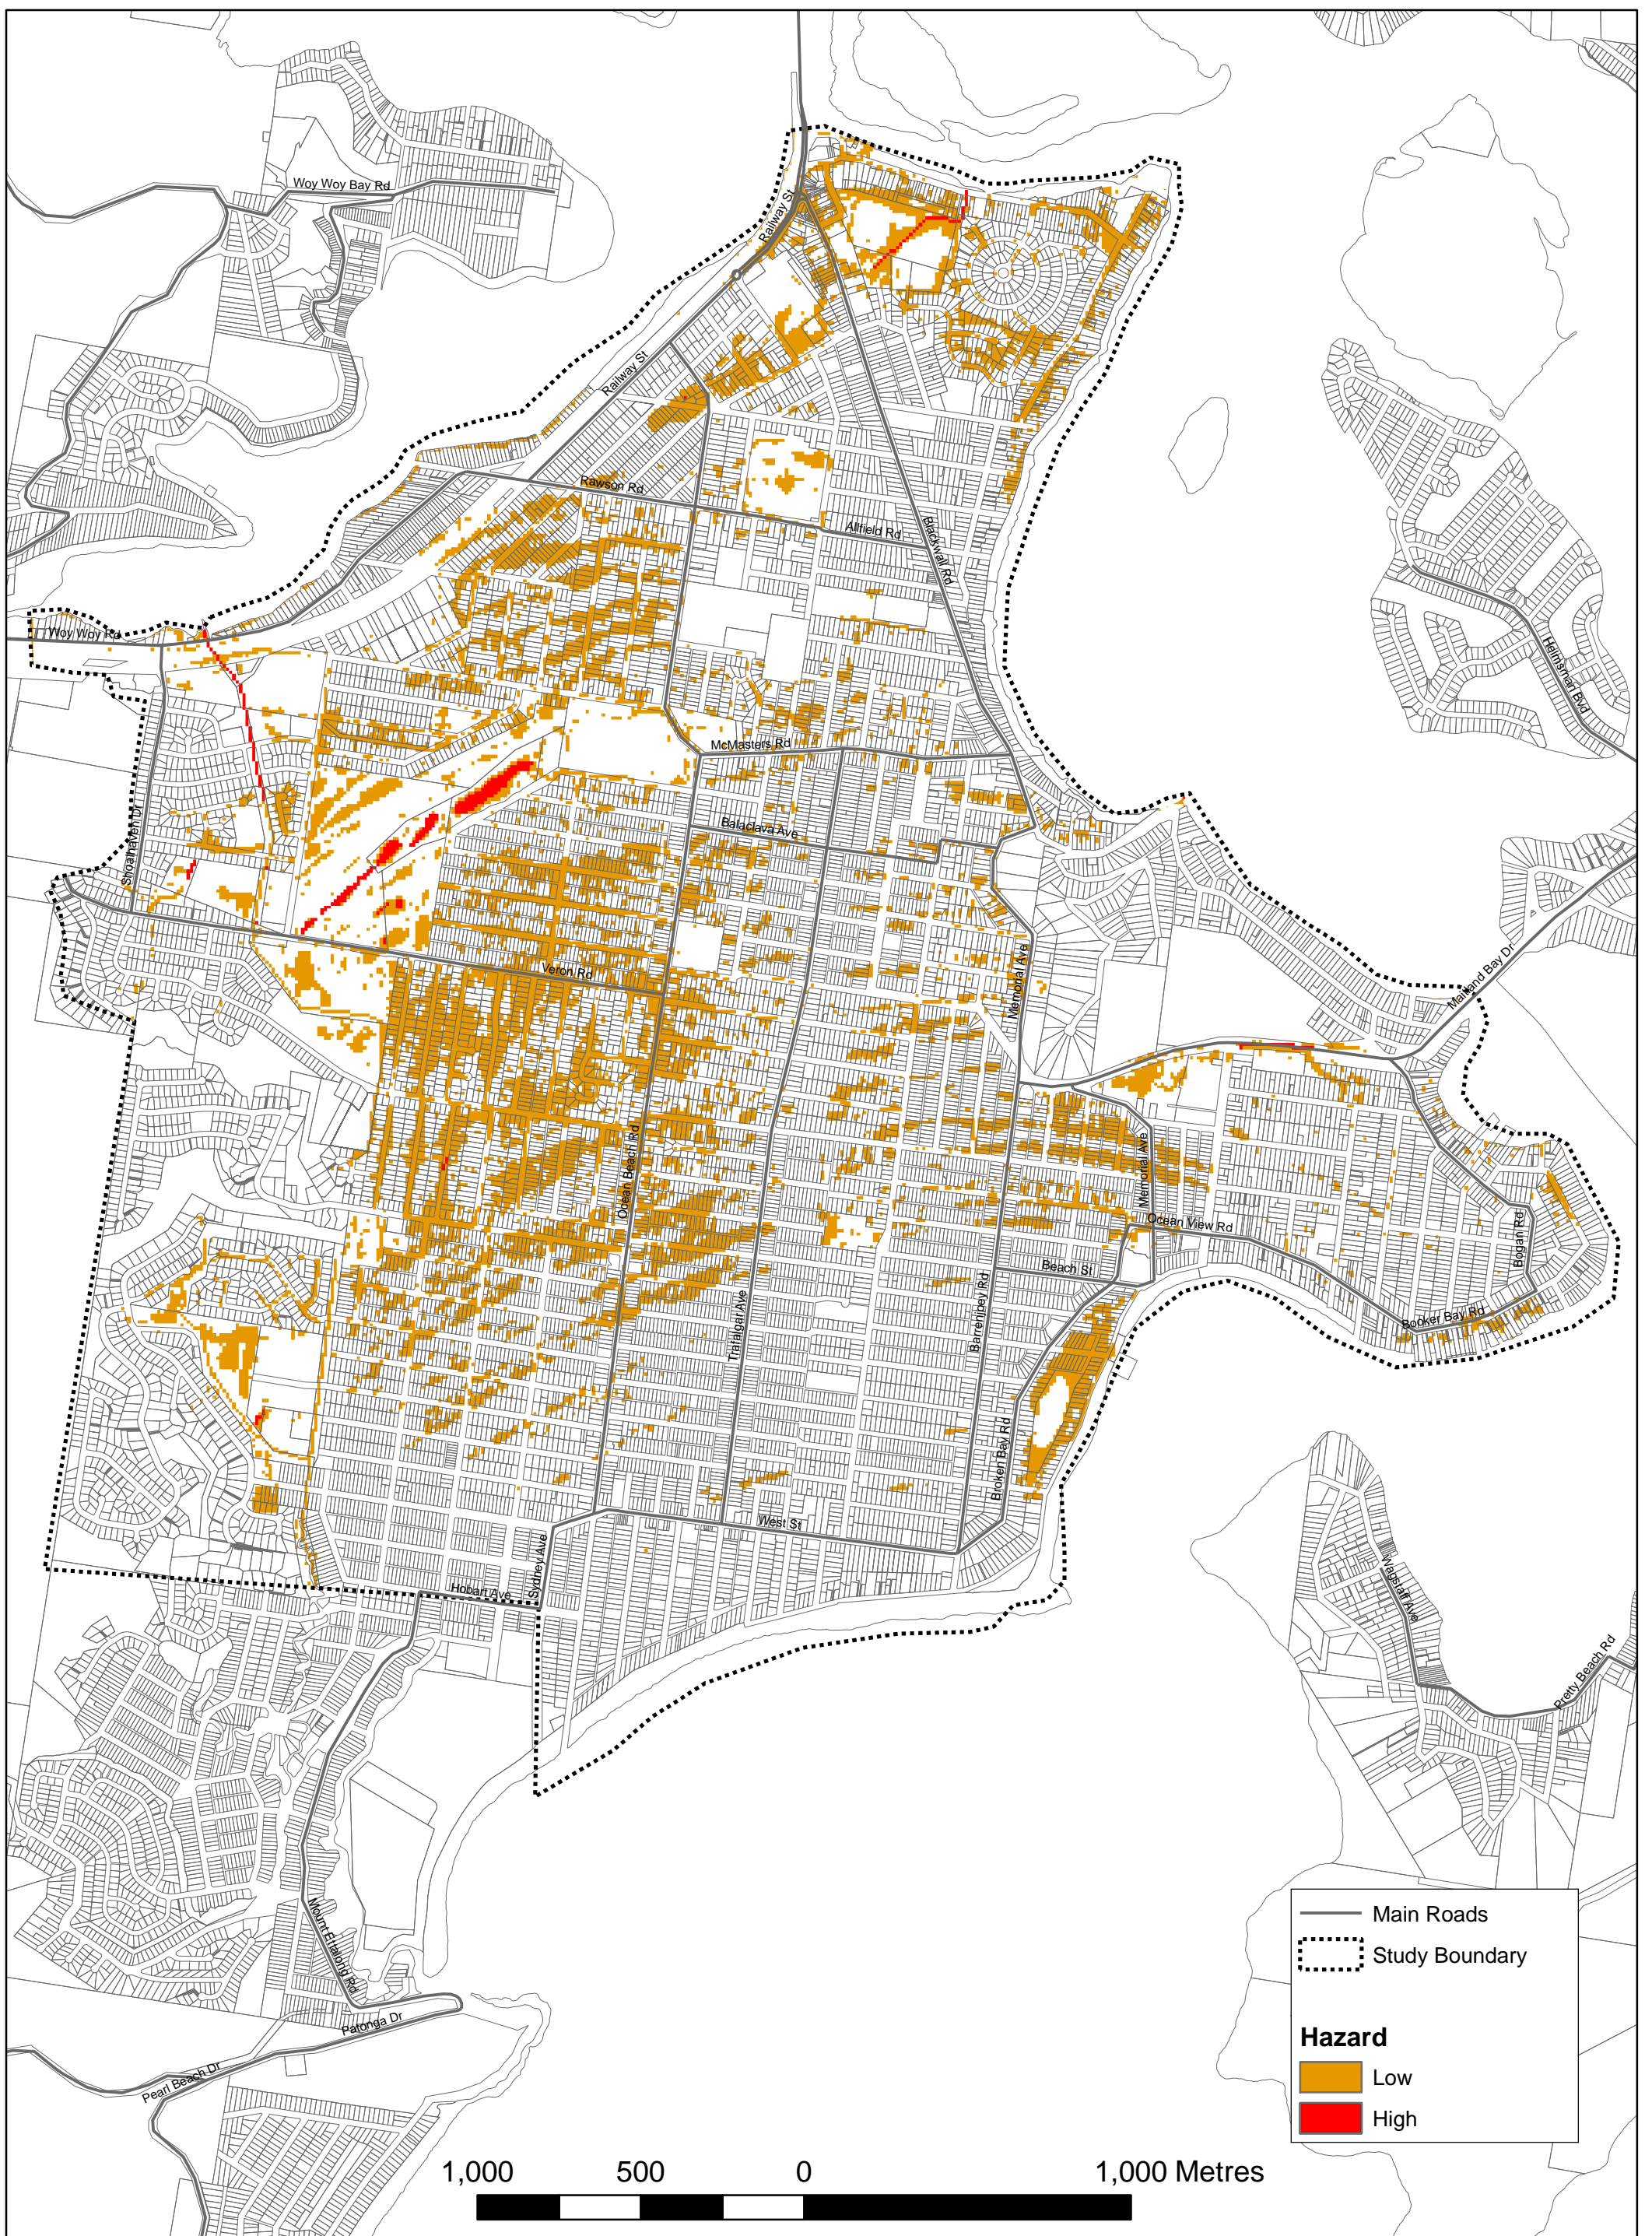 Woy Woy Bay Rd
Railway St
Railway St
Rawson Rd
Allfield Rd
Blackwall Rd
Woy Woy Rd
Helmsman Blvd
McMasters Rd
Shoalhaven Dr
Balaclava Ave
Veron Rd
Memorial Ave
Maitland Bay Dr
Ocean Beach Rd
Memorial Ave
Ocean View Rd
Bogan Rd
Beach St
Trafalgar Ave
Barrenjoey Rd
Booker Bay Rd
Broken Bay Rd
West St
Sydney Ave
Hobart Ave
Wagstaff Ave
Pretty Beach Rd
Mount Ettalong Rd
Patonga Dr
Pearl Beach Dr
Main Roads
Study Boundary
Hazard
Low
High
1,000 500 0 1,000 Metres